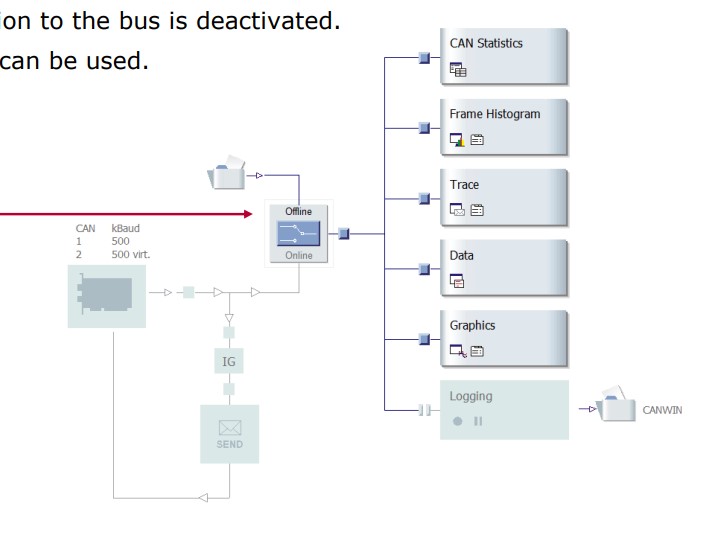 ion to the bus is deactivated.
can be used.
CAN Statistics
Frame Histogram
Trace
Offline
Online
CAN kBaud
1 500
2 500 virt.
Data
Graphics
IG
Logging
CANWIN
SEND